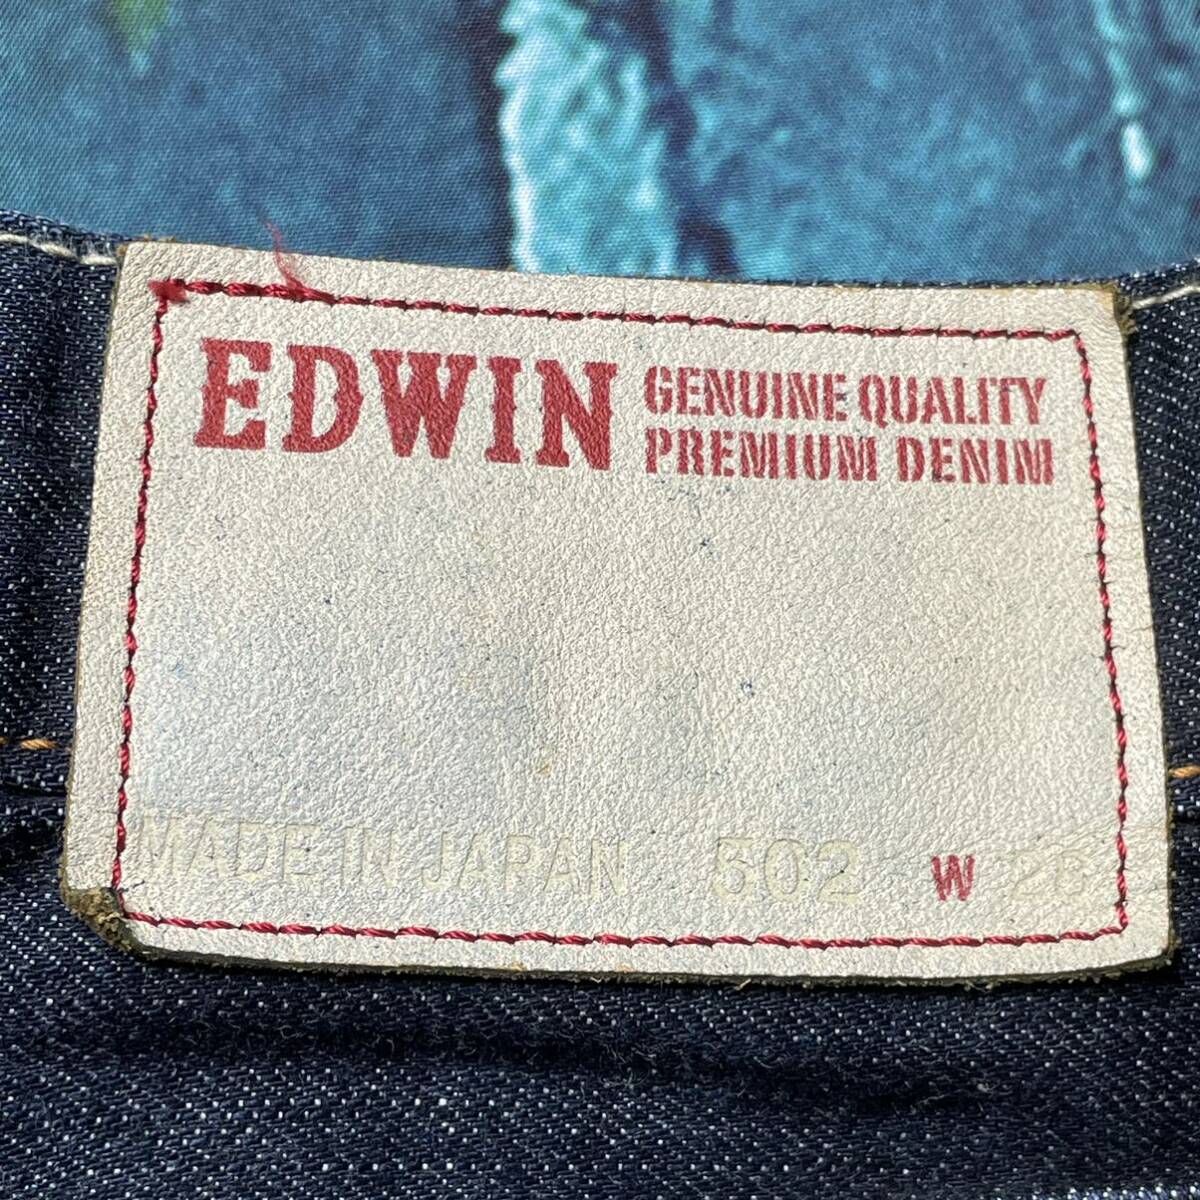 EDWIN GENUINE QUALITY
PREMIUM DENIM
MADE IN JAPAN 502 W